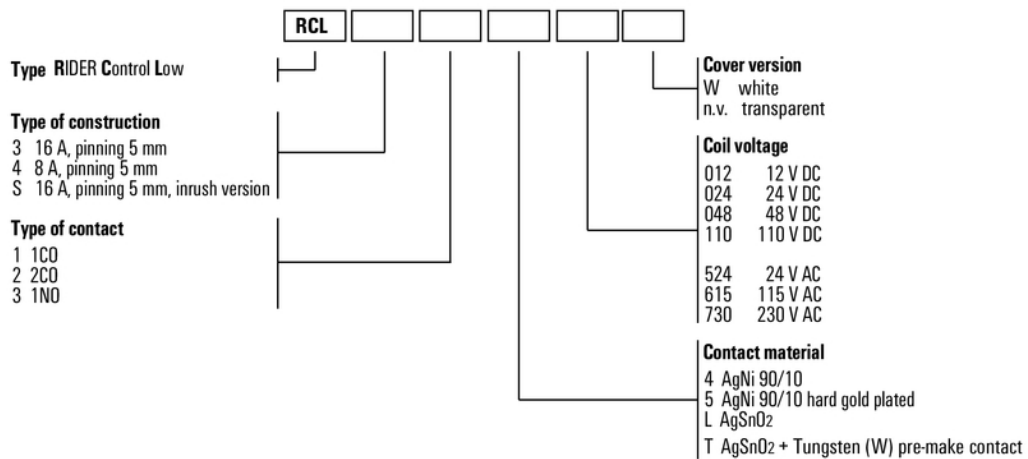 RCL
Type RIDER Control Low
Type of construction
3 16 A, pinning 5 mm
4 8 A, pinning 5 mm
S 16 A, pinning 5 mm, inrush version
Type of contact
1 1CO
2 2CO
3 1NO
Cover version
W white
n.v. transparent
Coil voltage
012 12 V DC
024 24 V DC
048 48 V DC
110 110 V DC
524 24 V AC
615 115 V AC
730 230 V AC
Contact material
4 AgNi 90/10
5 AgNi 90/10 hard gold plated
L AgSnO2
T AgSnO2 + Tungsten (W) pre-make contact